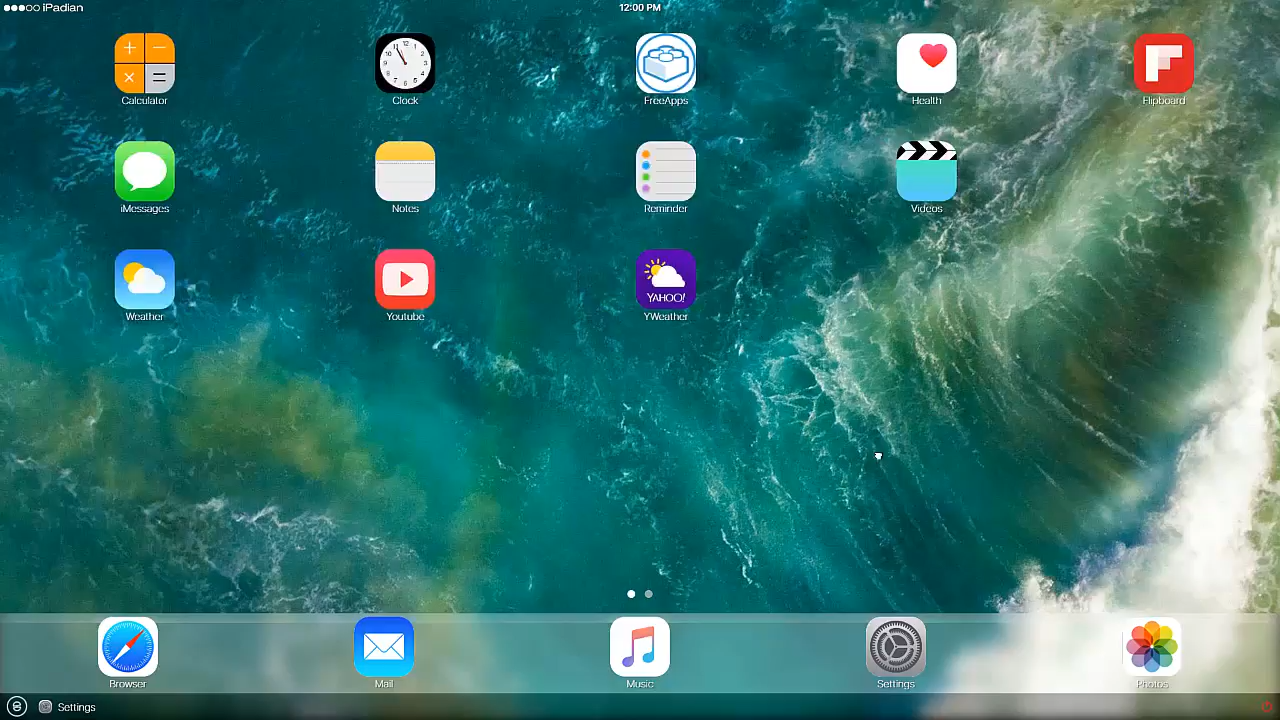 iPadian 12:00 PM
Calculator Clock FreeApps Health Flipboard
iMessages Notes Reminder Videos
YAHOO!
Weather Youtube YWeather
Browser Mail Music Settings Photos
Settings